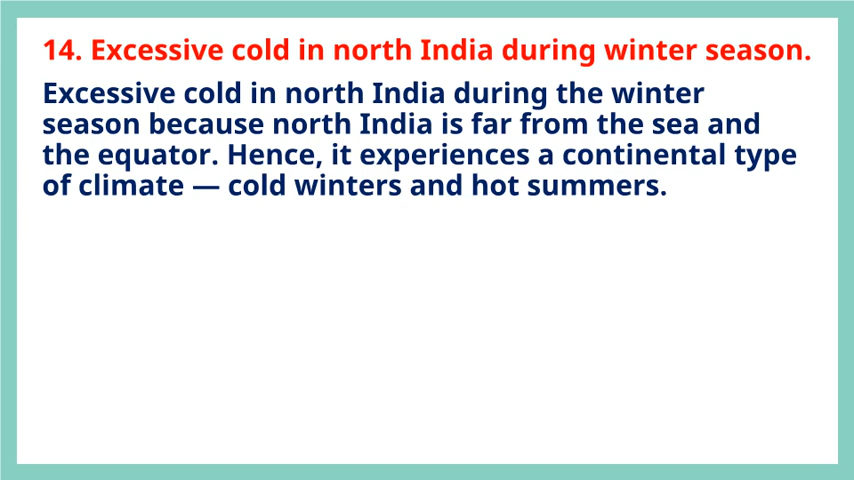 14. Excessive cold in north India during winter season.
Excessive cold in north India during the winter
season because north India is far from the sea and
the equator. Hence, it experiences a continental type
of climate — cold winters and hot summers.